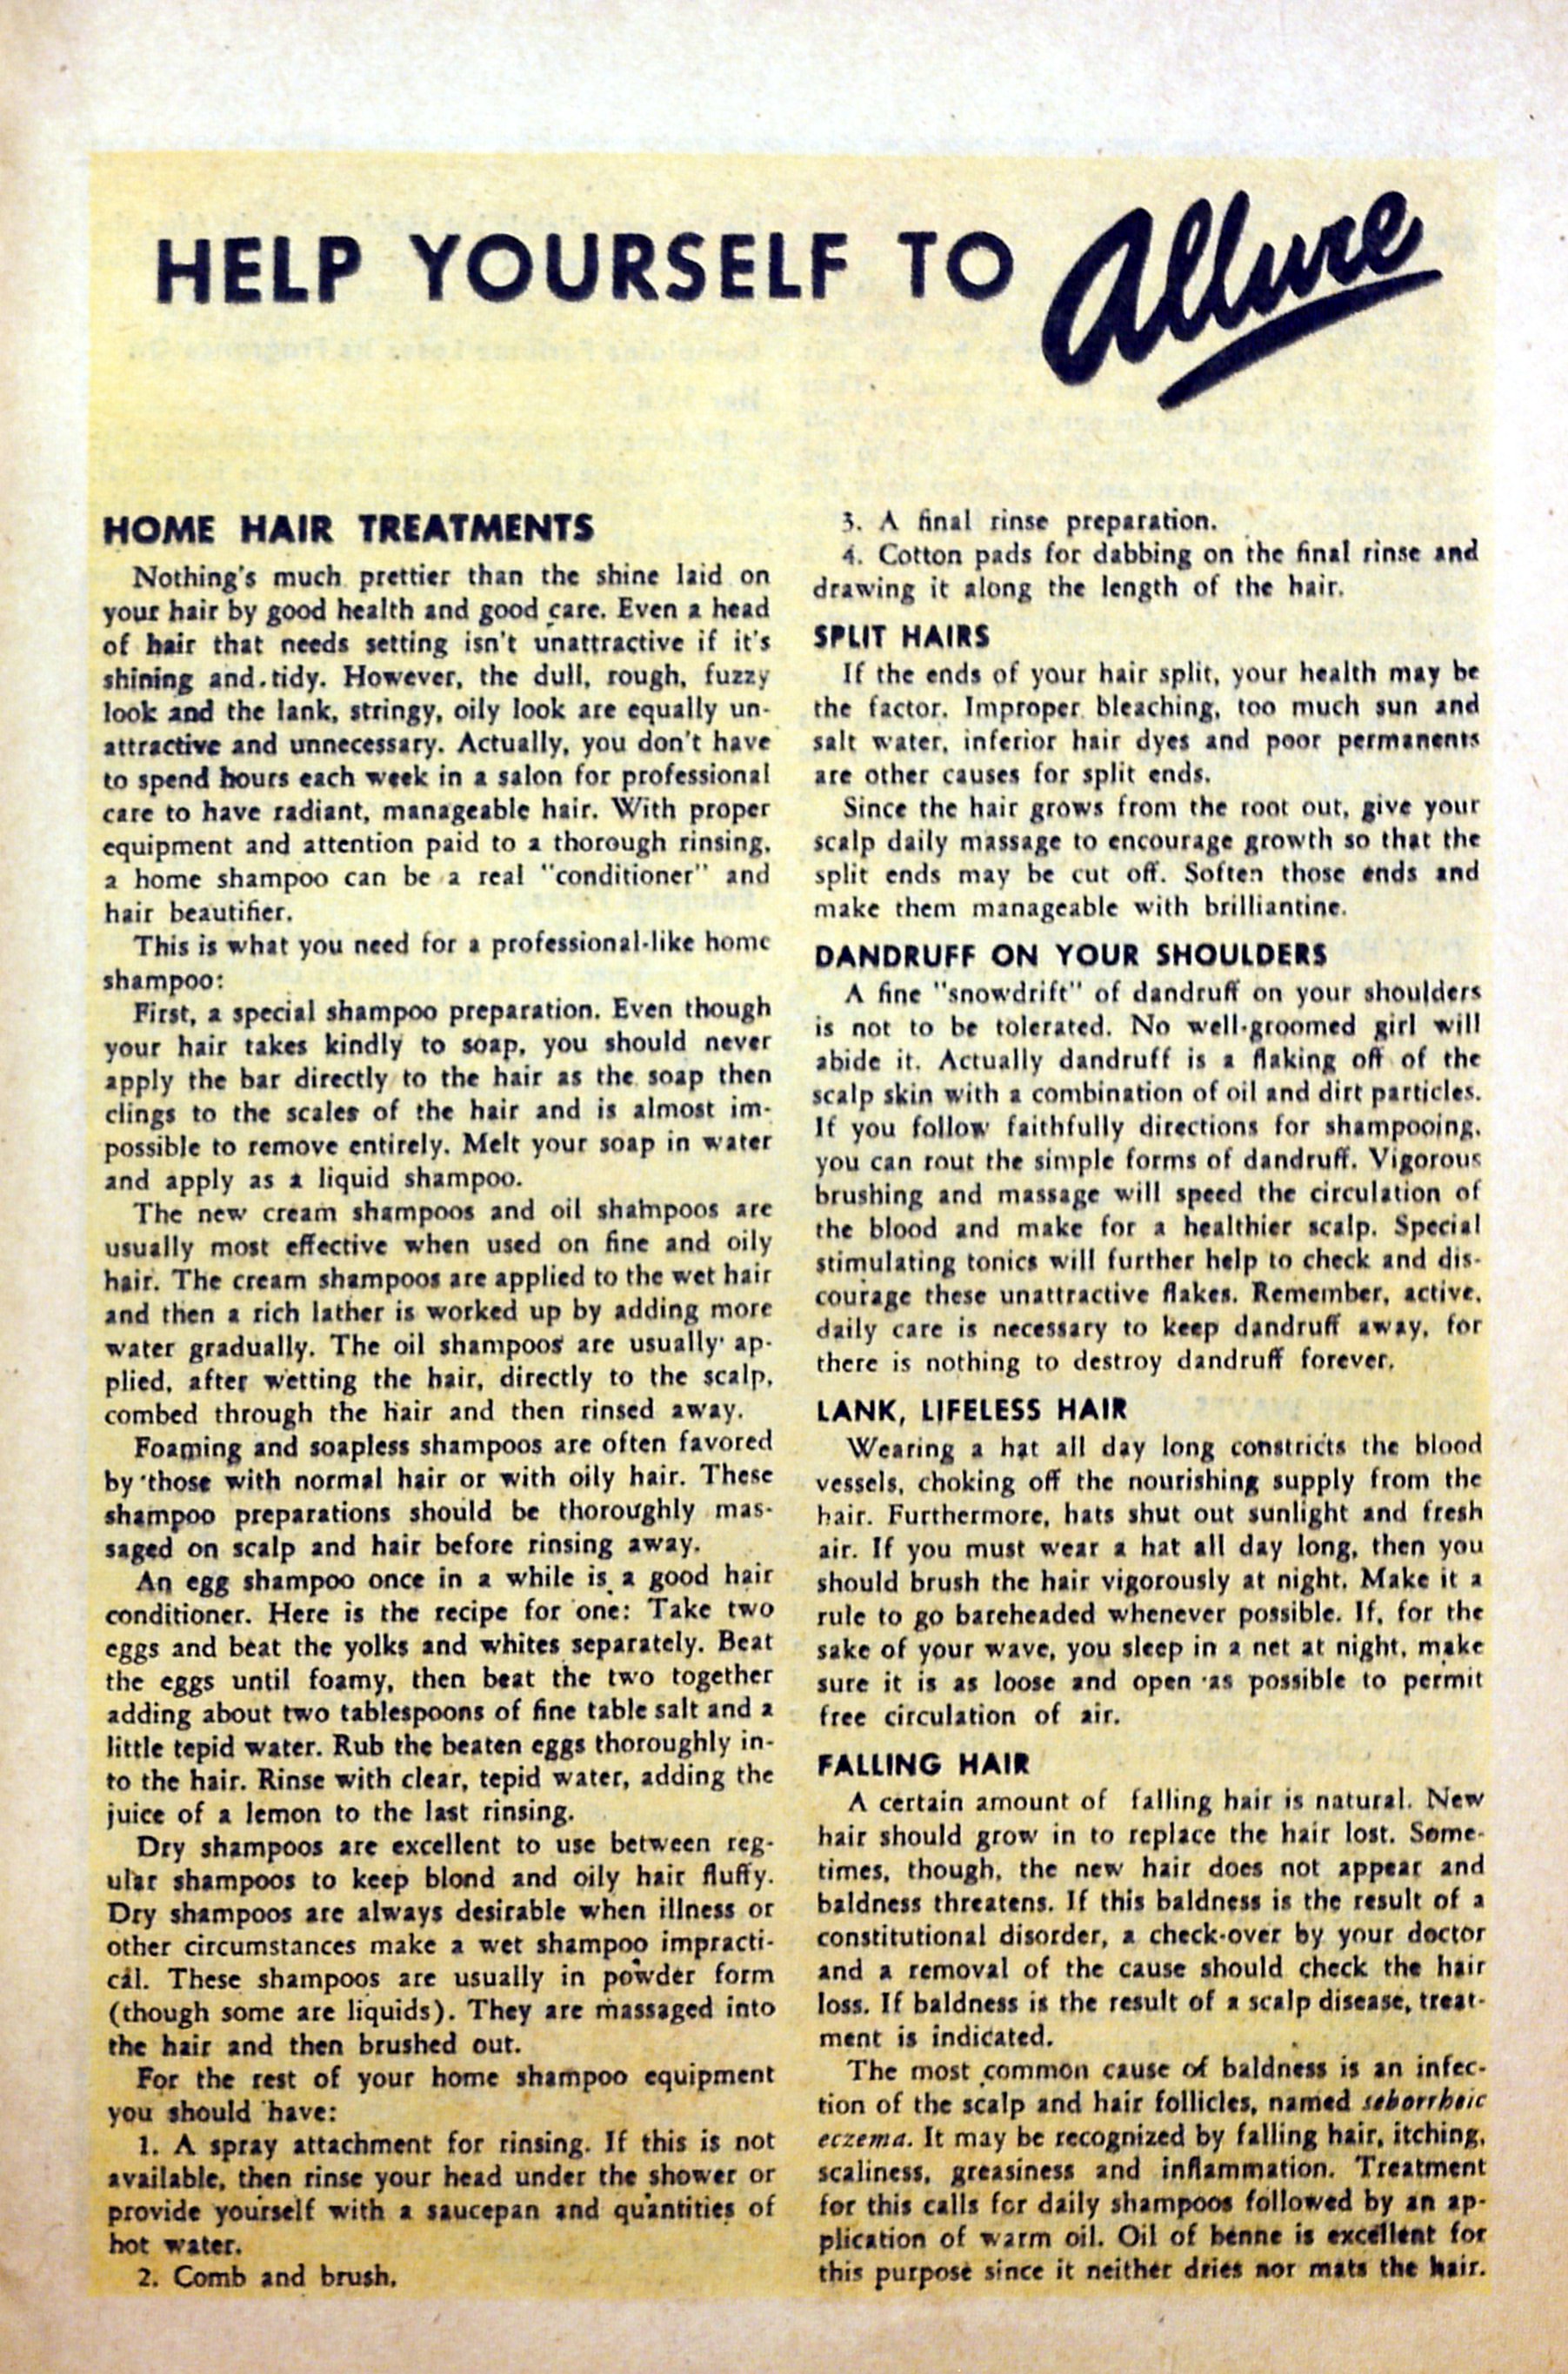 HELP YOURSELF TO Allure
HOME HAIR TREATMENTS
Nothing's much prettier than the shine laid on
your hair by good health and good care. Even a head
of hair that needs setting isn't unattractive if it's
shining and tidy. However, the dull, rough, fuzzy
look and the lank, stringy, oily look are equally un-
attractive and unnecessary. Actually, you don't have
to spend hours each week in a salon for professional
care to have radiant, manageable hair. With proper
equipment and attention paid to a thorough rinsing,
a home shampoo can be a real "conditioner" and
hair beautifier.
This is what you need for a professional-like home
shampoo:
First, a special shampoo preparation. Even though
your hair takes kindly to soap, you should never
apply the bar directly to the hair as the soap then
clings to the scales of the hair and is almost im-
possible to remove entirely. Melt your soap in water
and apply as a liquid shampoo.
The new cream shampoos and oil shampoos are
usually most effective when used on fine and oily
hair. The cream shampoos are applied to the wet hair
and then a rich lather is worked up by adding more
water gradually. The oil shampoos are usually ap-
plied, after wetting the hair, directly to the scalp,
combed through the hair and then rinsed away.
Foaming and soapless shampoos are often favored
by those with normal hair or with oily hair. These
shampoo preparations should be thoroughly mas-
saged on scalp and hair before rinsing away.
An egg shampoo once in a while is a good hair
conditioner. Here is the recipe for one: Take two
eggs and beat the yolks and whites separately. Beat
the eggs until foamy, then beat the two together
adding about two tablespoons of fine table salt and a
little tepid water. Rub the beaten eggs thoroughly in-
to the hair. Rinse with clear, tepid water, adding the
juice of a lemon to the last rinsing.
Dry shampoos are excellent to use between reg-
ular shampoos to keep blond and oily hair fluffy.
Dry shampoos are always desirable when illness or
other circumstances make a wet shampoo impracti-
cal. These shampoos are usually in powder form
(though some are liquids). They are massaged into
the hair and then brushed out.
For the rest of your home shampoo equipment
you should have:
1. A spray attachment for rinsing. If this is not
available, then rinse your head under the shower or
provide yourself with a saucepan and quantities of
hot water.
2. Comb and brush.
3. A final rinse preparation.
4. Cotton pads for dabbing on the final rinse and
drawing it along the length of the hair.
SPLIT HAIRS
If the ends of your hair split, your health may be
the factor. Improper bleaching, too much sun and
salt water, inferior hair dyes and poor permanents
are other causes for split ends.
Since the hair grows from the root out, give your
scalp daily massage to encourage growth so that the
split ends may be cut off. Soften those ends and
make them manageable with brilliantine.
DANDRUFF ON YOUR SHOULDERS
A fine "snowdrift" of dandruff on your shoulders
is not to be tolerated. No well-groomed girl will
abide it. Actually dandruff is a flaking off of the
scalp skin with a combination of oil and dirt particles.
If you follow faithfully directions for shampooing,
you can rout the simple forms of dandruff. Vigorous
brushing and massage will speed the circulation of
the blood and make for a healthier scalp. Special
stimulating tonics will further help to check and dis-
courage these unattractive flakes. Remember, active,
daily care is necessary to keep dandruff away, for
there is nothing to destroy dandruff forever.
LANK, LIFELESS HAIR
Wearing a hat all day long constricts the blood
vessels, choking off the nourishing supply from the
hair. Furthermore, hats shut out sunlight and fresh
air. If you must wear a hat all day long, then you
should brush the hair vigorously at night. Make it a
rule to go bareheaded whenever possible. If, for the
sake of your wave, you sleep in a net at night, make
sure it is as loose and open as possible to permit
free circulation of air.
FALLING HAIR
A certain amount of falling hair is natural. New
hair should grow in to replace the hair lost. Some-
times, though, the new hair does not appear and
baldness threatens. If this baldness is the result of a
constitutional disorder, a check-over by your doctor
and a removal of the cause should check the hair
loss. If baldness is the result of a scalp disease, treat-
ment is indicated.
The most common cause of baldness is an infec-
tion of the scalp and hair follicles, named seborrheic
eczema. It may be recognized by falling hair, itching,
scaliness, greasiness and inflammation. Treatment
for this calls for daily shampoos followed by an ap-
plication of warm oil. Oil of benne is excellent for
this purpose since it neither dries nor mats the hair.